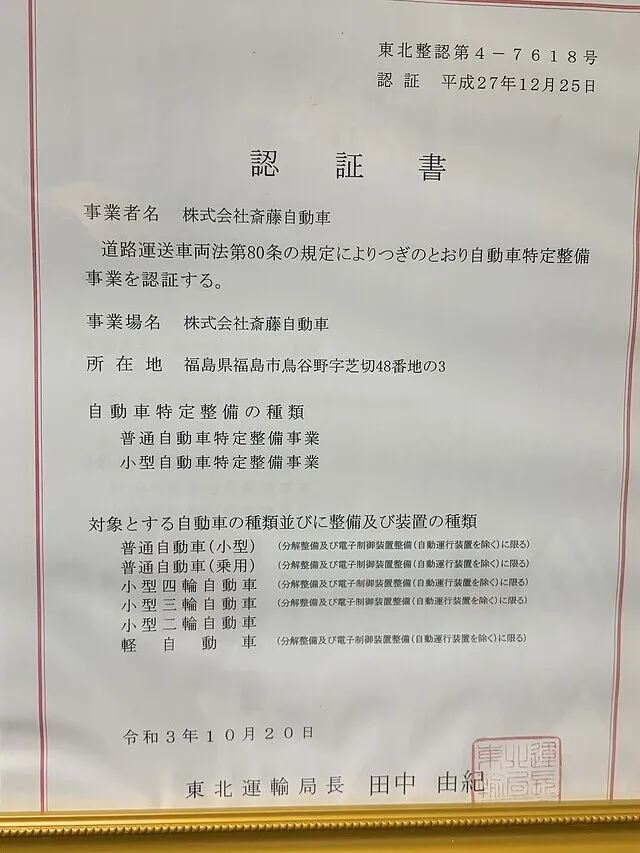 東北整認第４－７６１８号
認証　平成27年12月25日
認　証　書
事業者名　株式会社斎藤自動車
道路運送車両法第80条の規定によりつぎのとおり自動車特定整備
事業を認証する。
事業場名　株式会社斎藤自動車
所在地　福島県福島市鳥谷野字芝切48番地の3
自動車特定整備の種類
普通自動車特定整備事業
小型自動車特定整備事業
対象とする自動車の種類並びに整備及び装置の種類
普通自動車（小型）（分解整備及び電子制御装置整備（自動運行装置を除く）に限る）
普通自動車（乗用）（分解整備及び電子制御装置整備（自動運行装置を除く）に限る）
小型四輪自動車（分解整備及び電子制御装置整備（自動運行装置を除く）に限る）
小型三輪自動車（分解整備及び電子制御装置整備（自動運行装置を除く）に限る）
小型二輪自動車
軽自動車（分解整備及び電子制御装置整備（自動運行装置を除く）に限る）
令和３年１０月２０日
東北運輸局長　田中　由紀
東北運輸局長